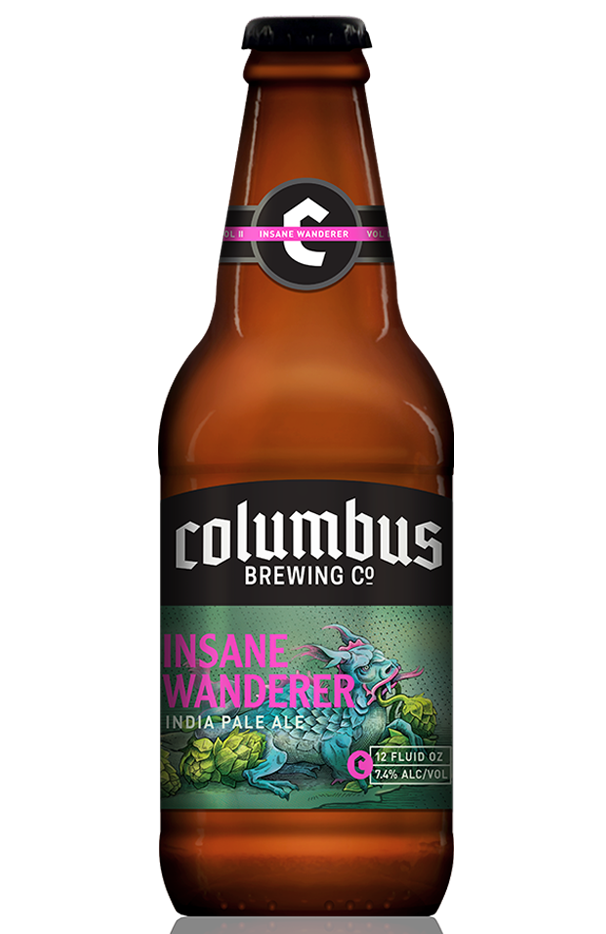 C
OL II INSANE WANDERER VOL
columbus
BREWING Co
INSANE
WANDERER
INDIA PALE ALE
C
12 FLUID OZ
7.4% ALC/VOL